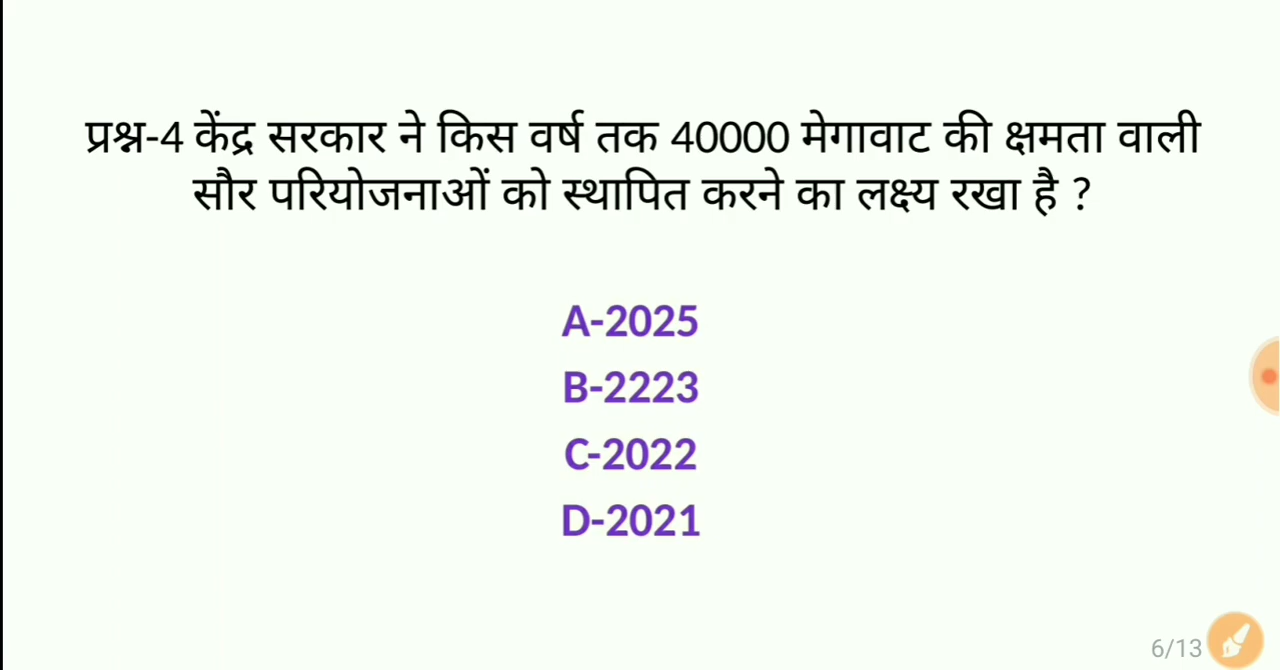 प्रश्न-4 केंद्र सरकार ने किस वर्ष तक 40000 मेगावाट की क्षमता वाली
सौर परियोजनाओं को स्थापित करने का लक्ष्य रखा है ?
A-2025
B-2223
C-2022
D-2021
6/13